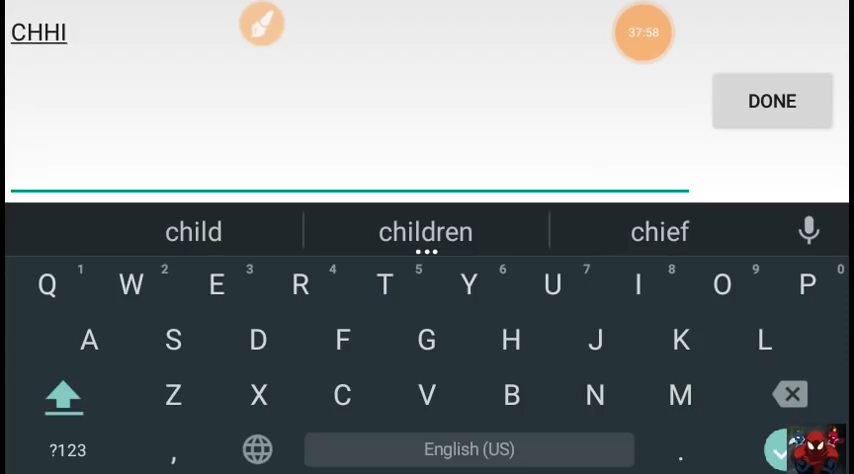 CHHI
37:58
DONE
child children chief
1 2 3 4 5 6 7 8 9 0
Q W E R T Y U I O P
A S D F G H J K L
Z X C V B N M
?123 , English (US) .